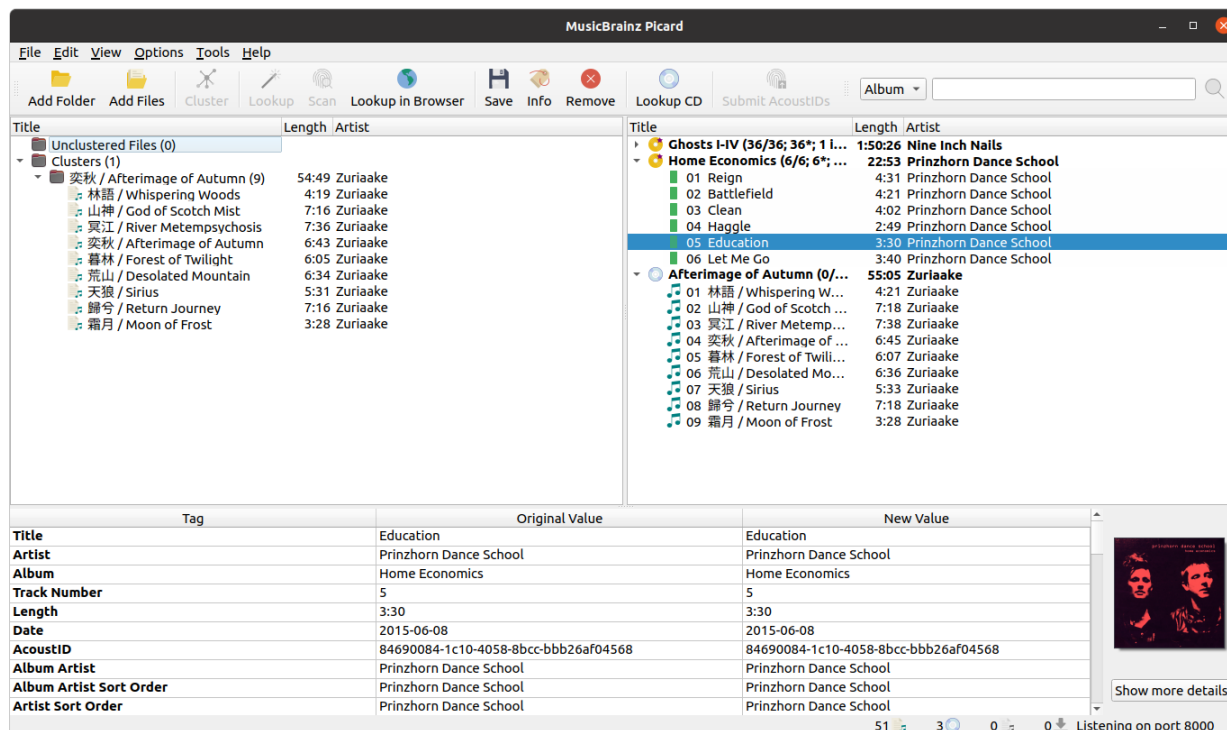 MusicBrainz Picard
File Edit View Options Tools Help
Add Folder Add Files Cluster Lookup Scan Lookup in Browser Save Info Remove Lookup CD Submit AcoustIDs Album
Title Length Artist
Unclustered Files (0)
Clusters (1)
奕秋 / Afterimage of Autumn (9) 54:49 Zuriaake
林語 / Whispering Woods 4:19 Zuriaake
山神 / God of Scotch Mist 7:16 Zuriaake
冥江 / River Metempsychosis 7:36 Zuriaake
奕秋 / Afterimage of Autumn 6:43 Zuriaake
暮林 / Forest of Twilight 6:05 Zuriaake
荒山 / Desolated Mountain 6:34 Zuriaake
天狼 / Sirius 5:31 Zuriaake
歸兮 / Return Journey 7:16 Zuriaake
霜月 / Moon of Frost 3:28 Zuriaake
Title Length Artist
Ghosts I-IV (36/36; 36*; 1 i... 1:50:26 Nine Inch Nails
Home Economics (6/6; 6*; ... 22:53 Prinzhorn Dance School
01 Reign 4:31 Prinzhorn Dance School
02 Battlefield 4:21 Prinzhorn Dance School
03 Clean 4:02 Prinzhorn Dance School
04 Haggle 2:49 Prinzhorn Dance School
05 Education 3:30 Prinzhorn Dance School
06 Let Me Go 3:40 Prinzhorn Dance School
Afterimage of Autumn (0/... 55:05 Zuriaake
01 林語 / Whispering W... 4:21 Zuriaake
02 山神 / God of Scotch ... 7:18 Zuriaake
03 冥江 / River Metemp... 7:38 Zuriaake
04 奕秋 / Afterimage of ... 6:45 Zuriaake
05 暮林 / Forest of Twili... 6:07 Zuriaake
06 荒山 / Desolated Mo... 6:36 Zuriaake
07 天狼 / Sirius 5:33 Zuriaake
08 歸兮 / Return Journey 7:18 Zuriaake
09 霜月 / Moon of Frost 3:28 Zuriaake
Tag Original Value New Value
Title Education Education
Artist Prinzhorn Dance School Prinzhorn Dance School
Album Home Economics Home Economics
Track Number 5 5
Length 3:30 3:30
Date 2015-06-08 2015-06-08
AcoustID 84690084-1c10-4058-8bcc-bbb26af04568 84690084-1c10-4058-8bcc-bbb26af04568
Album Artist Prinzhorn Dance School Prinzhorn Dance School
Album Artist Sort Order Prinzhorn Dance School Prinzhorn Dance School
Artist Sort Order Prinzhorn Dance School Prinzhorn Dance School
prinzhorn dance school
home economics
Show more details
51 3 0 0 Listening on port 8000